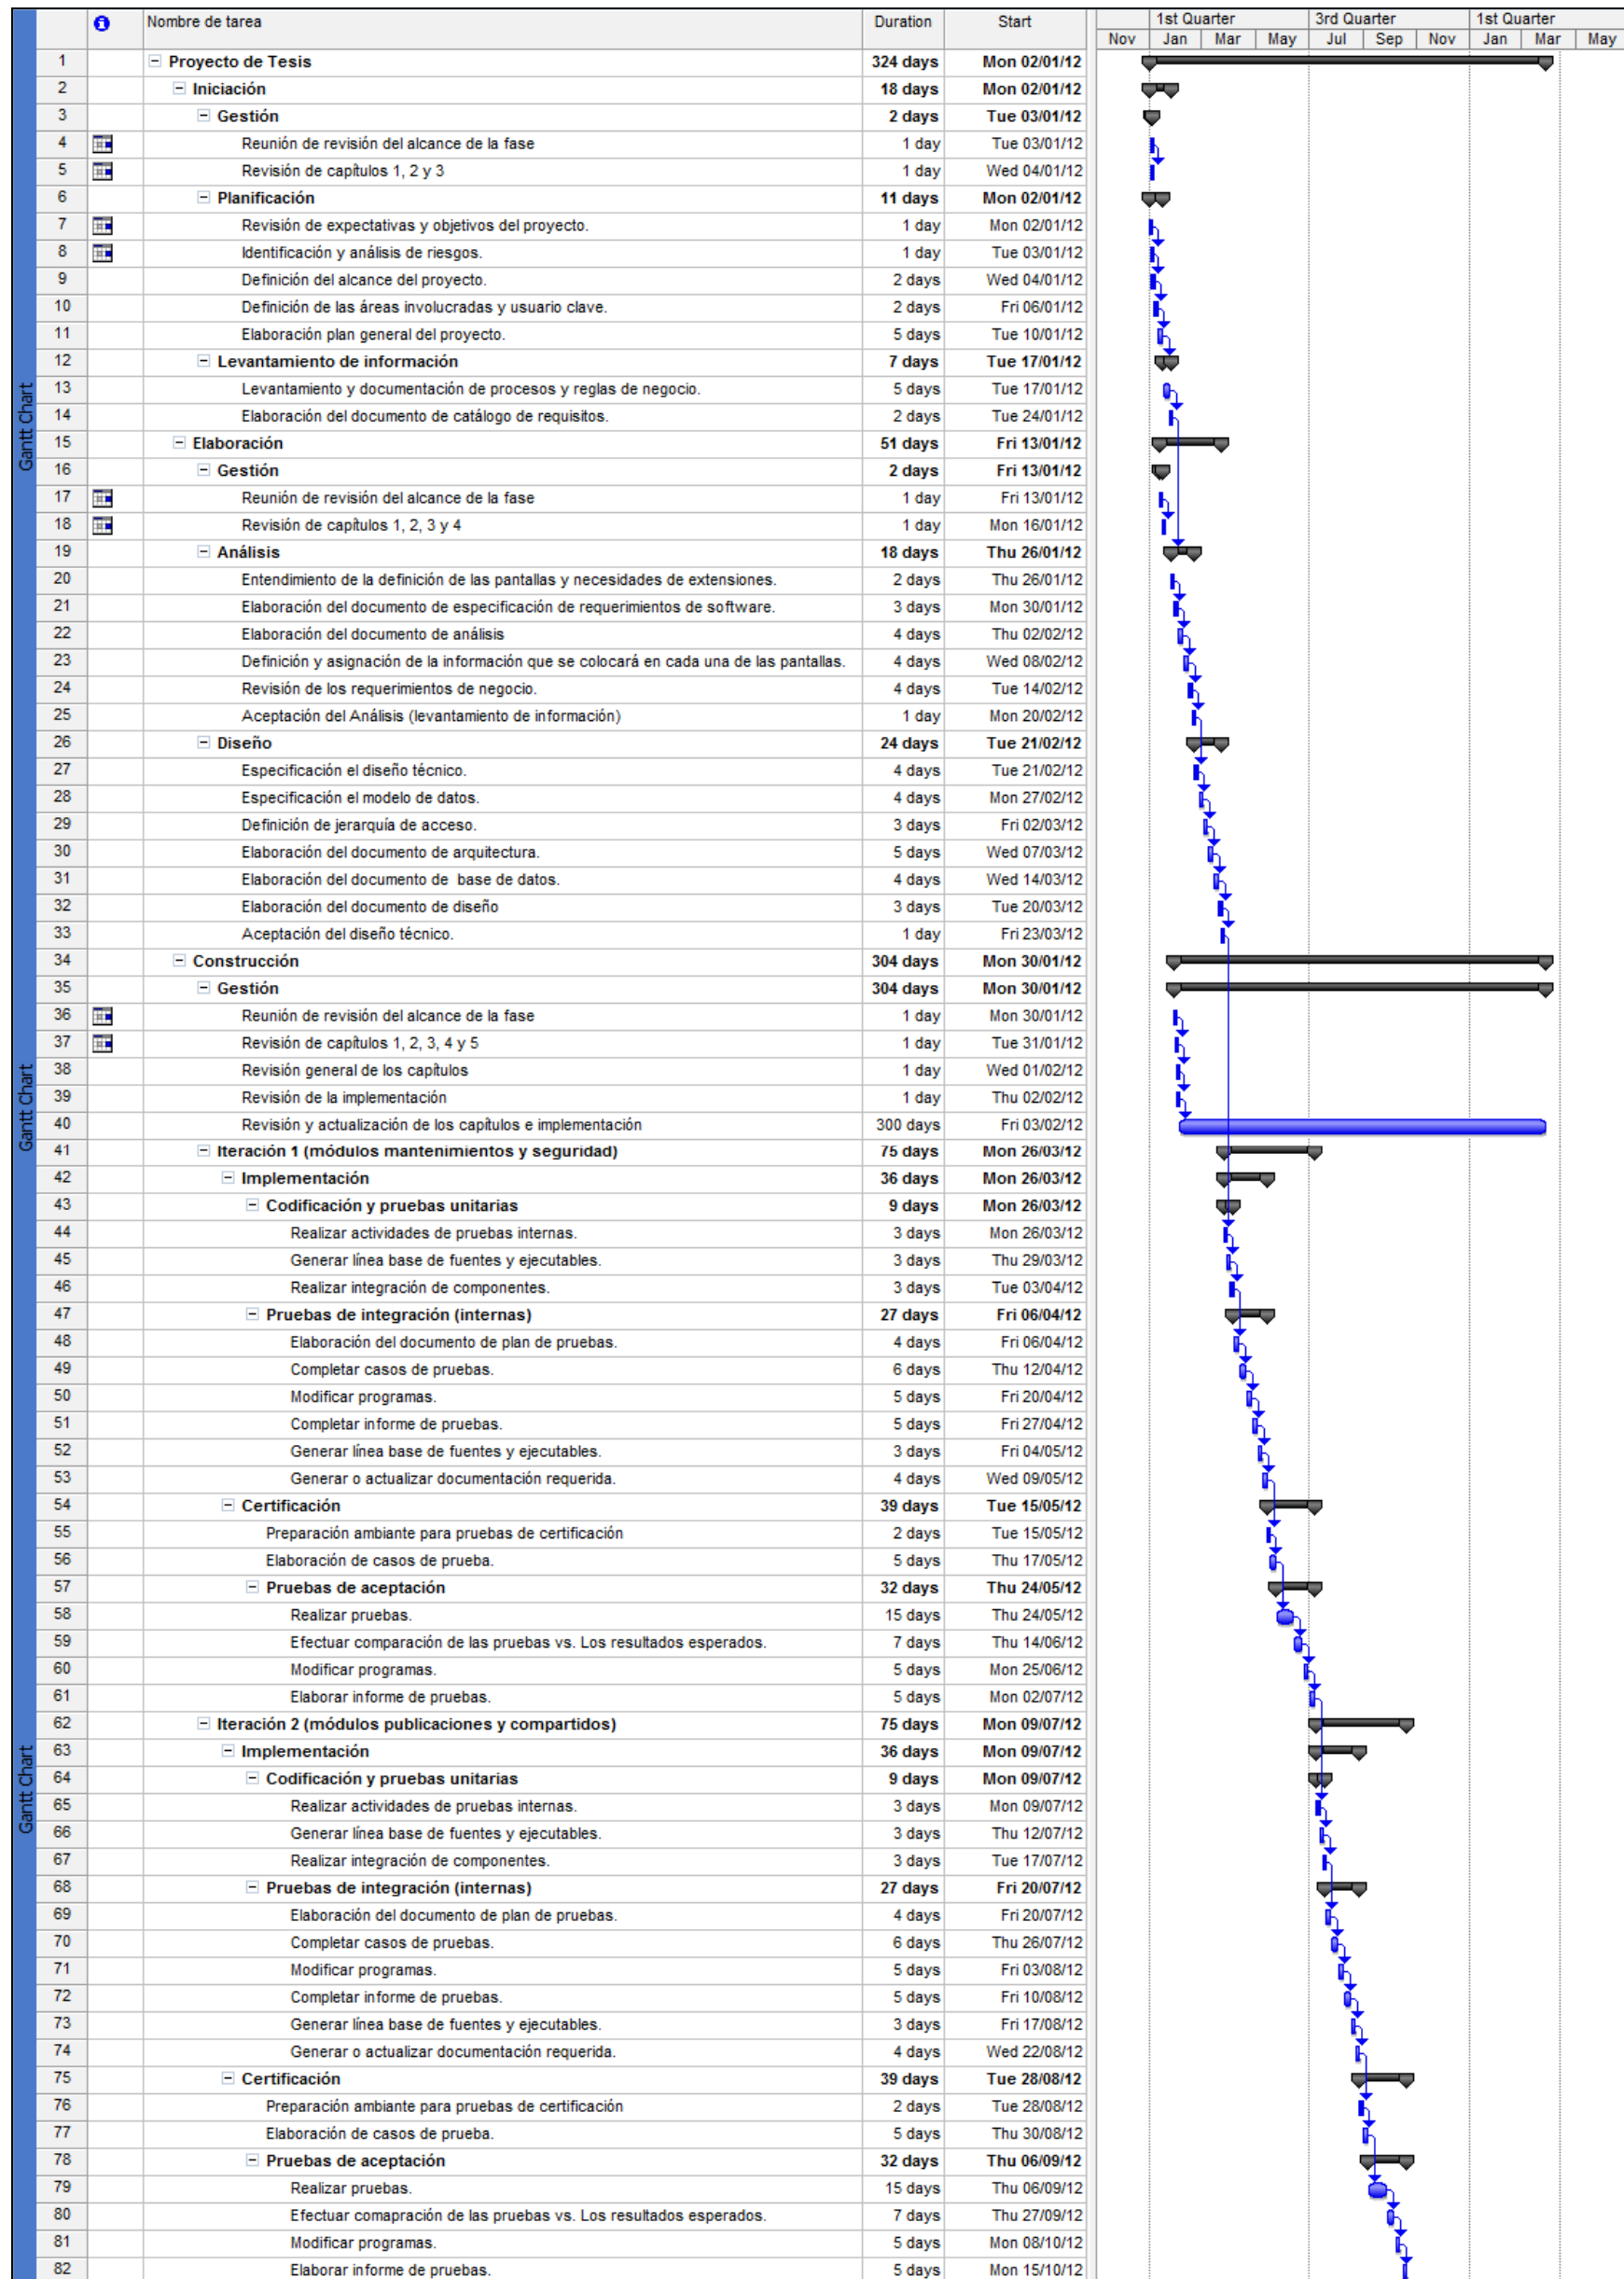 Nombre de tarea Duration Start 1st Quarter 3rd Quarter 1st Quarter
Nov Jan Mar May Jul Sep Nov Jan Mar May
1 Proyecto de Tesis 324 days Mon 02/01/12
2 Iniciación 18 days Mon 02/01/12
3 Gestión 2 days Tue 03/01/12
4 Reunión de revisión del alcance de la fase 1 day Tue 03/01/12
5 Revisión de capítulos 1, 2 y 3 1 day Wed 04/01/12
6 Planificación 11 days Mon 02/01/12
7 Revisión de expectativas y objetivos del proyecto. 1 day Mon 02/01/12
8 Identificación y análisis de riesgos. 1 day Tue 03/01/12
9 Definición del alcance del proyecto. 2 days Wed 04/01/12
10 Definición de las áreas involucradas y usuario clave. 2 days Fri 06/01/12
11 Elaboración plan general del proyecto. 5 days Tue 10/01/12
12 Levantamiento de información 7 days Tue 17/01/12
13 Levantamiento y documentación de procesos y reglas de negocio. 5 days Tue 17/01/12
14 Elaboración del documento de catálogo de requisitos. 2 days Tue 24/01/12
Gantt Chart
15 Elaboración 51 days Fri 13/01/12
16 Gestión 2 days Fri 13/01/12
17 Reunión de revisión del alcance de la fase 1 day Fri 13/01/12
18 Revisión de capítulos 1, 2, 3 y 4 1 day Mon 16/01/12
19 Análisis 18 days Thu 26/01/12
20 Entendimiento de la definición de las pantallas y necesidades de extensiones. 2 days Thu 26/01/12
21 Elaboración del documento de especificación de requerimientos de software. 3 days Mon 30/01/12
22 Elaboración del documento de análisis 4 days Thu 02/02/12
23 Definición y asignación de la información que se colocará en cada una de las pantallas. 4 days Wed 08/02/12
24 Revisión de los requerimientos de negocio. 4 days Tue 14/02/12
25 Aceptación del Análisis (levantamiento de información) 1 day Mon 20/02/12
26 Diseño 24 days Tue 21/02/12
27 Especificación el diseño técnico. 4 days Tue 21/02/12
28 Especificación el modelo de datos. 4 days Mon 27/02/12
29 Definición de jerarquía de acceso. 3 days Fri 02/03/12
30 Elaboración del documento de arquitectura. 5 days Wed 07/03/12
31 Elaboración del documento de base de datos. 4 days Wed 14/03/12
32 Elaboración del documento de diseño 3 days Tue 20/03/12
33 Aceptación del diseño técnico. 1 day Fri 23/03/12
34 Construcción 304 days Mon 30/01/12
35 Gestión 304 days Mon 30/01/12
36 Reunión de revisión del alcance de la fase 1 day Mon 30/01/12
37 Revisión de capítulos 1, 2, 3, 4 y 5 1 day Tue 31/01/12
38 Revisión general de los capítulos 1 day Wed 01/02/12
39 Revisión de la implementación 1 day Thu 02/02/12
Gantt Chart
40 Revisión y actualización de los capítulos e implementación 300 days Fri 03/02/12
41 Iteración 1 (módulos mantenimientos y seguridad) 75 days Mon 26/03/12
42 Implementación 36 days Mon 26/03/12
43 Codificación y pruebas unitarias 9 days Mon 26/03/12
44 Realizar actividades de pruebas internas. 3 days Mon 26/03/12
45 Generar línea base de fuentes y ejecutables. 3 days Thu 29/03/12
46 Realizar integración de componentes. 3 days Tue 03/04/12
47 Pruebas de integración (internas) 27 days Fri 06/04/12
48 Elaboración del documento de plan de pruebas. 4 days Fri 06/04/12
49 Completar casos de pruebas. 6 days Thu 12/04/12
50 Modificar programas. 5 days Fri 20/04/12
51 Completar informe de pruebas. 5 days Fri 27/04/12
52 Generar línea base de fuentes y ejecutables. 3 days Fri 04/05/12
53 Generar o actualizar documentación requerida. 4 days Wed 09/05/12
54 Certificación 39 days Tue 15/05/12
55 Preparación ambiante para pruebas de certificación 2 days Tue 15/05/12
56 Elaboración de casos de prueba. 5 days Thu 17/05/12
57 Pruebas de aceptación 32 days Thu 24/05/12
58 Realizar pruebas. 15 days Thu 24/05/12
59 Efectuar comparación de las pruebas vs. Los resultados esperados. 7 days Thu 14/06/12
60 Modificar programas. 5 days Mon 25/06/12
61 Elaborar informe de pruebas. 5 days Mon 02/07/12
62 Iteración 2 (módulos publicaciones y compartidos) 75 days Mon 09/07/12
63 Implementación 36 days Mon 09/07/12
64 Codificación y pruebas unitarias 9 days Mon 09/07/12
Gantt Chart
65 Realizar actividades de pruebas internas. 3 days Mon 09/07/12
66 Generar línea base de fuentes y ejecutables. 3 days Thu 12/07/12
67 Realizar integración de componentes. 3 days Tue 17/07/12
68 Pruebas de integración (internas) 27 days Fri 20/07/12
69 Elaboración del documento de plan de pruebas. 4 days Fri 20/07/12
70 Completar casos de pruebas. 6 days Thu 26/07/12
71 Modificar programas. 5 days Fri 03/08/12
72 Completar informe de pruebas. 5 days Fri 10/08/12
73 Generar línea base de fuentes y ejecutables. 3 days Fri 17/08/12
74 Generar o actualizar documentación requerida. 4 days Wed 22/08/12
75 Certificación 39 days Tue 28/08/12
76 Preparación ambiante para pruebas de certificación 2 days Tue 28/08/12
77 Elaboración de casos de prueba. 5 days Thu 30/08/12
78 Pruebas de aceptación 32 days Thu 06/09/12
79 Realizar pruebas. 15 days Thu 06/09/12
80 Efectuar comapración de las pruebas vs. Los resultados esperados. 7 days Thu 27/09/12
81 Modificar programas. 5 days Mon 08/10/12
82 Elaborar informe de pruebas. 5 days Mon 15/10/12